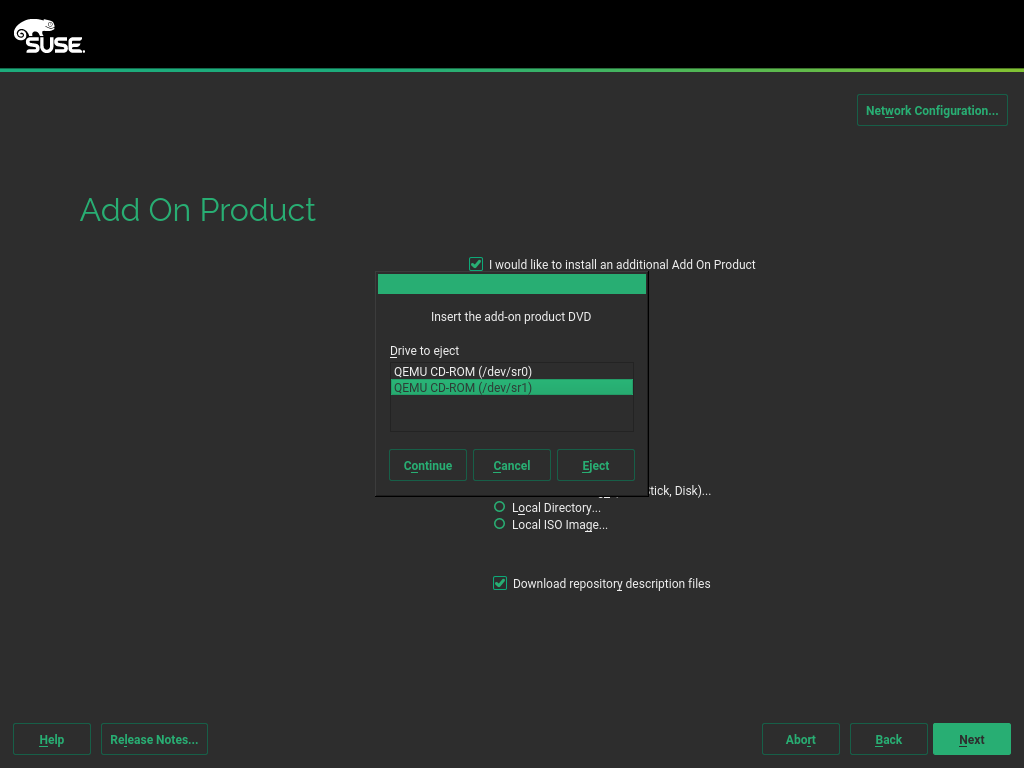 SUSE.
Network Configuration...
Add On Product
I would like to install an additional Add On Product
Insert the add-on product DVD
Drive to eject
QEMU CD-ROM (/dev/sr0)
QEMU CD-ROM (/dev/sr1)
Continue Cancel Eject
Disk)...
Local Directory...
Local ISO Image...
Download repository description files
Help Release Notes... Abort Back Next